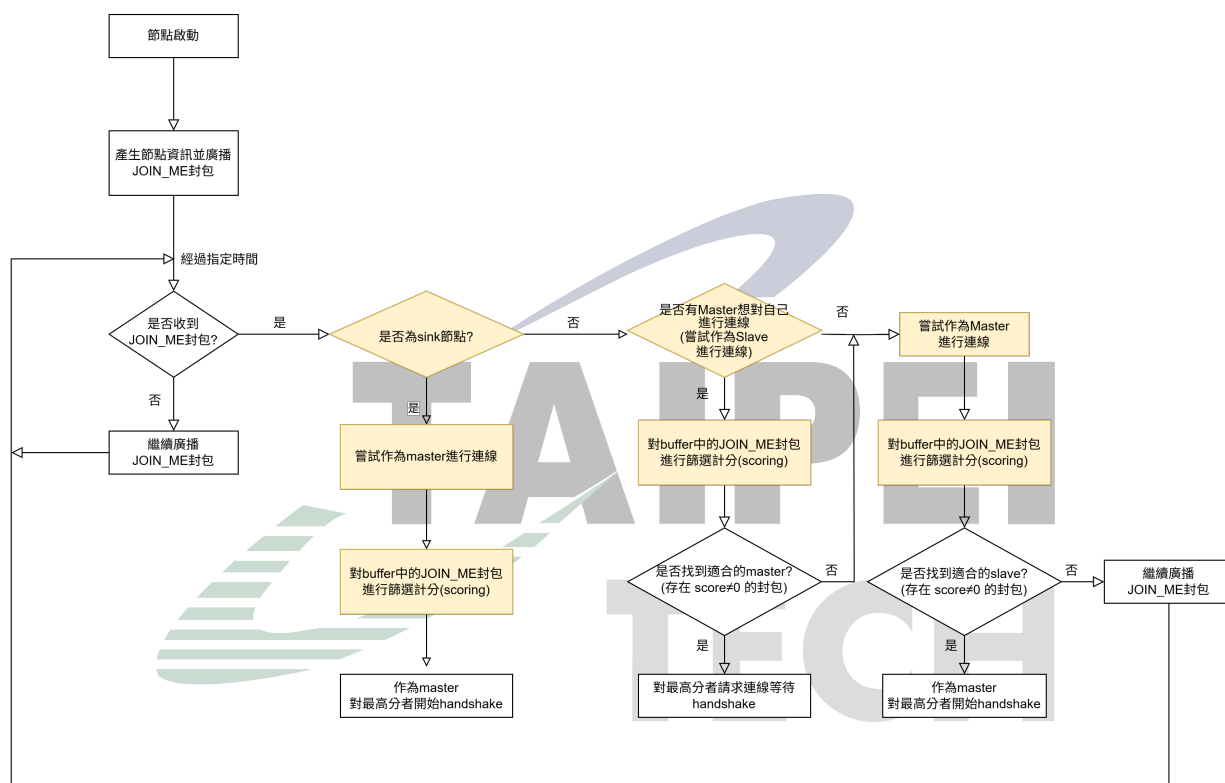 節點啟動
產生節點資訊並廣播
JOIN_ME封包
經過指定時間
是否收到
JOIN_ME封包?
是
否
繼續廣播
JOIN_ME封包
是否為sink節點?
否
是
嘗試作為master進行連線
對buffer中的JOIN_ME封包
進行篩選計分(scoring)
作為master
對最高分者開始handshake
是否有Master想對自己
進行連線
(嘗試作為Slave
進行連線)
否
是
對buffer中的JOIN_ME封包
進行篩選計分(scoring)
是否找到適合的master?
(存在 score≠0 的封包)
否
是
對最高分者請求連線等待
handshake
嘗試作為Master
進行連線
對buffer中的JOIN_ME封包
進行篩選計分(scoring)
是否找到適合的slave?
(存在 score≠0 的封包)
否
是
作為master
對最高分者開始handshake
繼續廣播
JOIN_ME封包
TAIPEI
TECH